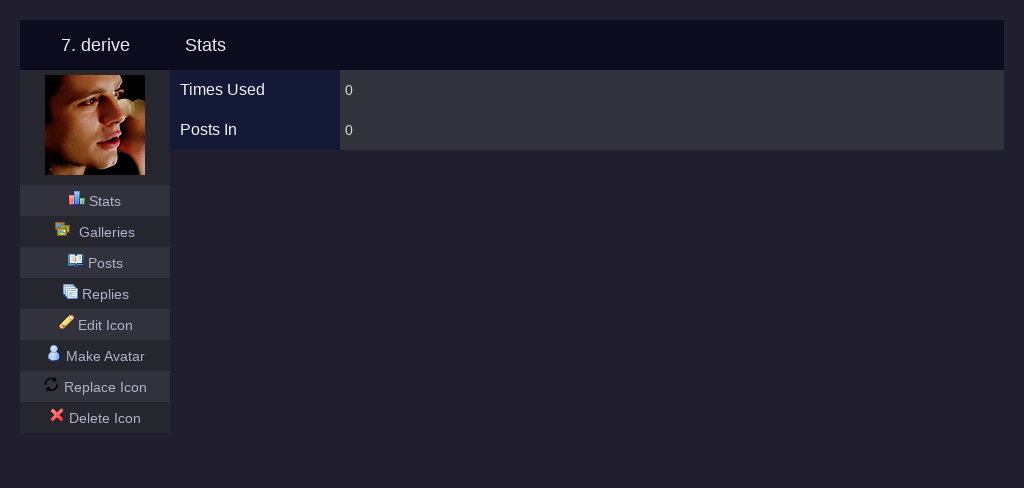 7. derive
Stats
Times Used
0
Posts In
0
Stats
Galleries
Posts
Replies
Edit Icon
Make Avatar
Replace Icon
Delete Icon